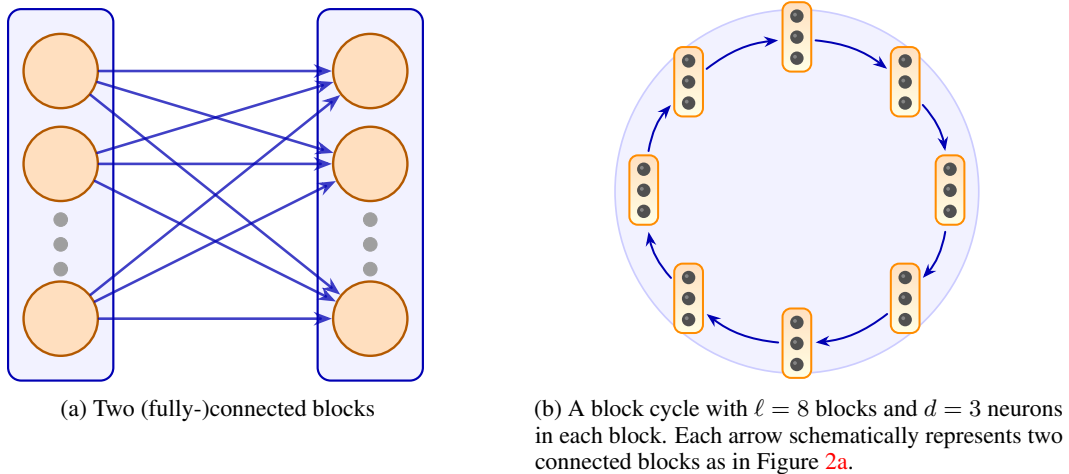 (a) Two (fully-)connected blocks
(b) A block cycle with ℓ = 8 blocks and d = 3 neurons
in each block. Each arrow schematically represents two
connected blocks as in Figure 2a.